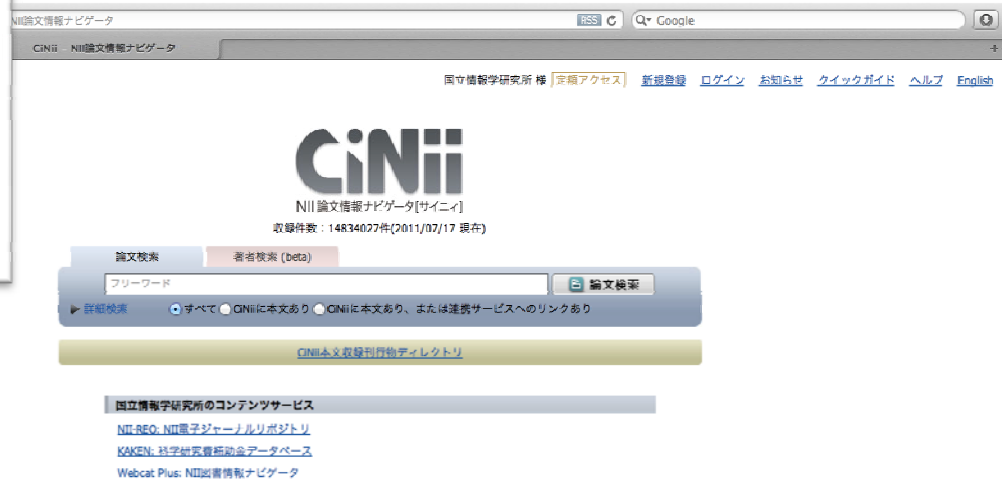 NII論文情報ナビゲータ
RSS
Google
CiNii - NII論文情報ナビゲータ
+
国立情報学研究所 様 定額アクセス 新規登録 ログイン お知らせ クイックガイド ヘルプ English
CiNii
NII論文情報ナビゲータ[サイニィ]
収録件数：14834027件(2011/07/17 現在)
論文検索 著者検索 (beta)
フリーワード 論文検索
詳細検索 すべて CiNiiに本文あり CiNiiに本文あり、または連携サービスへのリンクあり
CiNii本文収録刊行物ディレクトリ
国立情報学研究所のコンテンツサービス
NII-REO: NII電子ジャーナルリポジトリ
KAKEN: 科学研究費補助金データベース
Webcat Plus: NII図書情報ナビゲータ